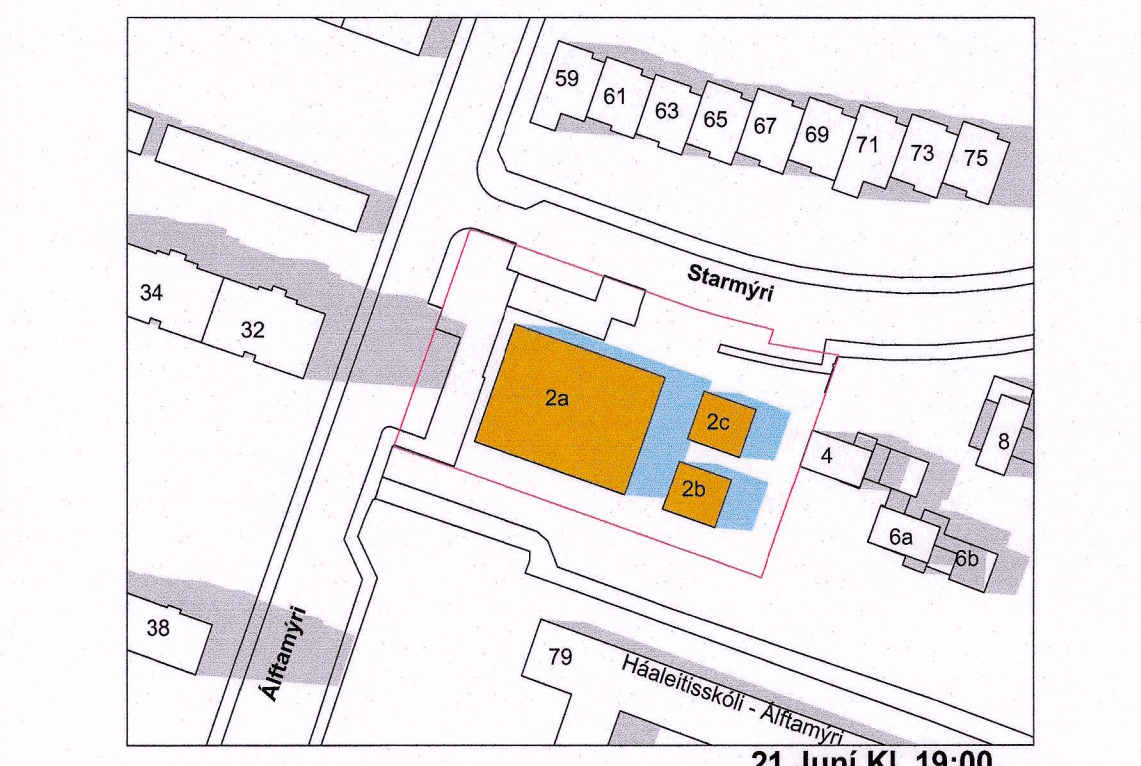 59
61
63
65
67
69
71
73
75
34
32
Starmýri
2a
2c
2b
4
8
6a
6b
38
Álftamýri
79
Háaleitisskóli - Álftamýri
21. Júní Kl. 19:00